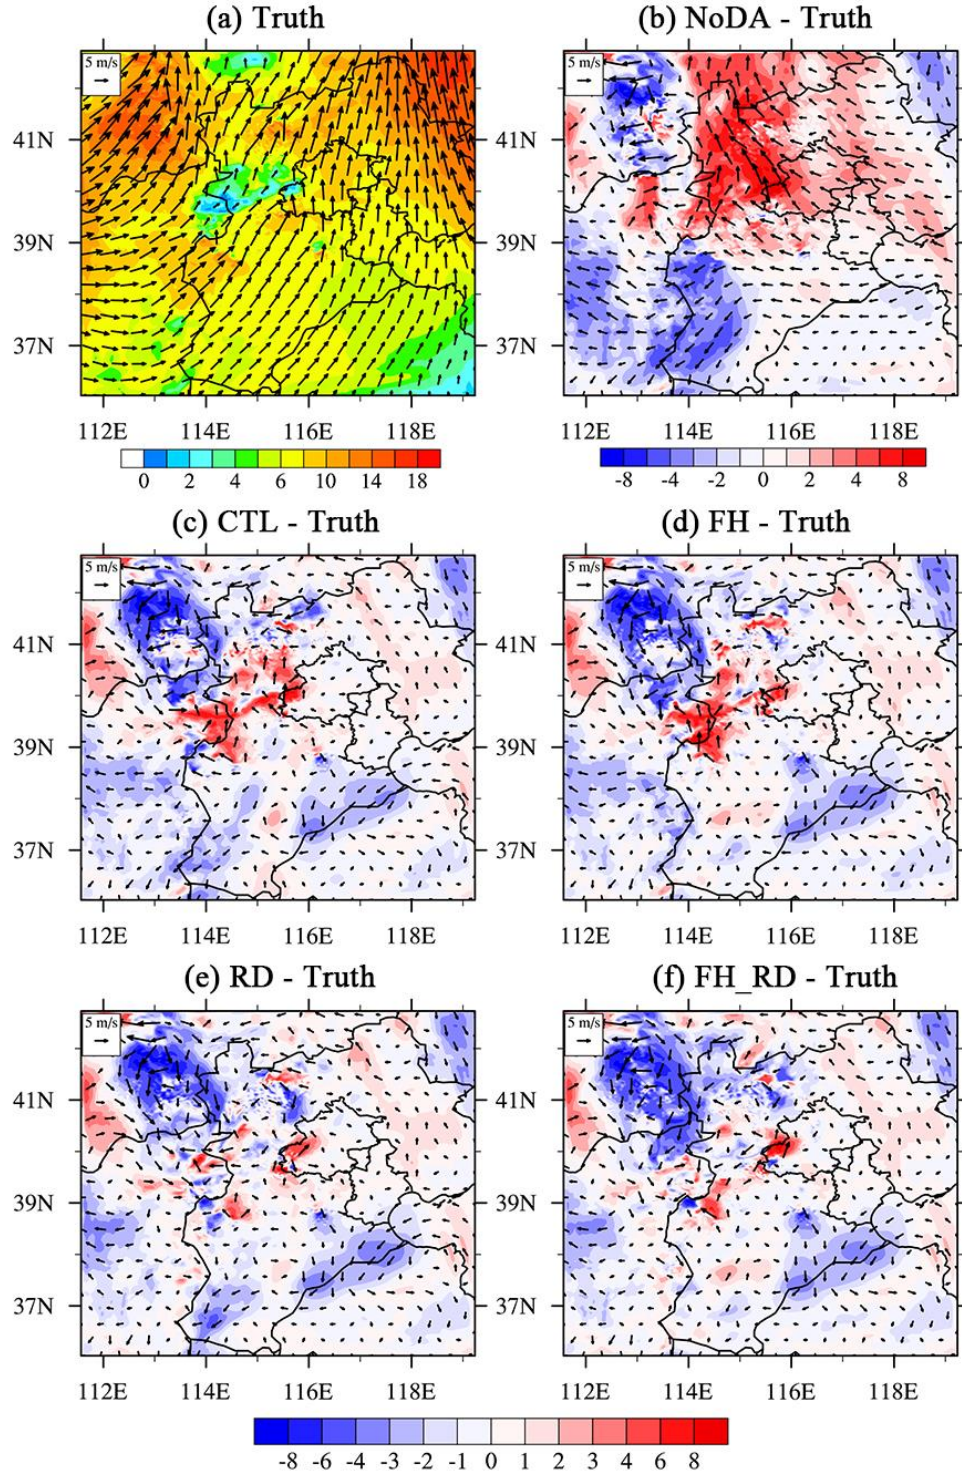 (a) Truth
(b) NoDA - Truth
5 m/s
5 m/s
41N
39N
37N
41N
39N
37N
112E 114E 116E 118E
112E 114E 116E 118E
0 2 4 6 10 14 18
-8 -4 -2 0 2 4 8
(c) CTL - Truth
(d) FH - Truth
5 m/s
5 m/s
41N
39N
37N
41N
39N
37N
112E 114E 116E 118E
112E 114E 116E 118E
(e) RD - Truth
(f) FH_RD - Truth
5 m/s
5 m/s
41N
39N
37N
41N
39N
37N
112E 114E 116E 118E
112E 114E 116E 118E
-8 -6 -4 -3 -2 -1 0 1 2 3 4 6 8